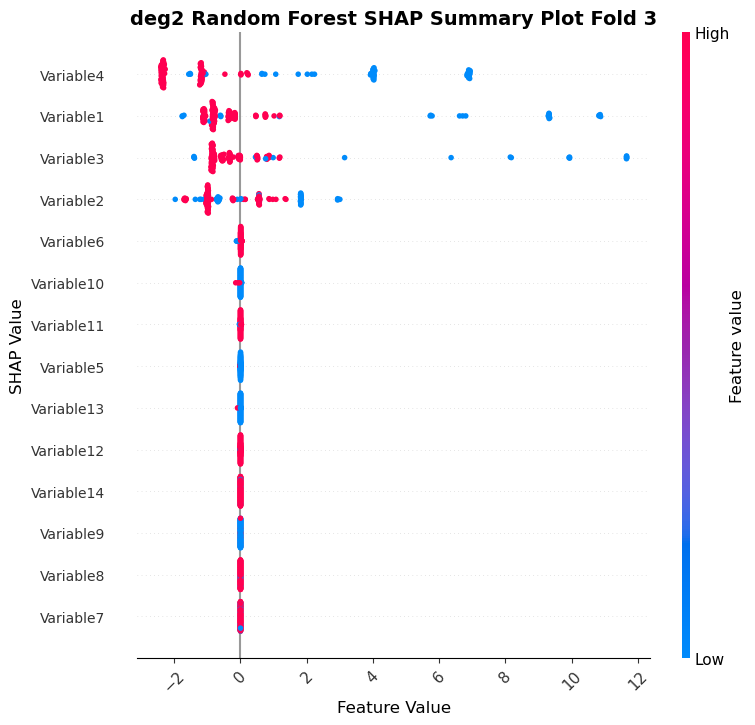 deg2 Random Forest SHAP Summary Plot Fold 3
High
Variable4
Variable1
Variable3
Variable2
Variable6
Variable10
Variable11
Variable5
Variable13
Variable12
Variable14
Variable9
Variable8
Variable7
SHAP Value
Feature value
Low
−2 0 2 4 6 8 10 12
Feature Value